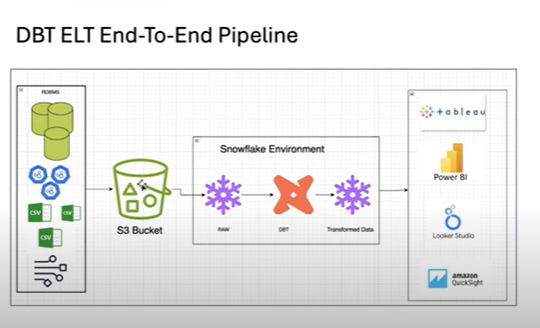 DBT ELT End-To-End Pipeline
RDBMS
CSV
CSV
CSV
S3 Bucket
Snowflake Environment
RAW
DBT
Transformed Data
+ a b l e a u
Power BI
Looker Studio
amazon
QuickSight